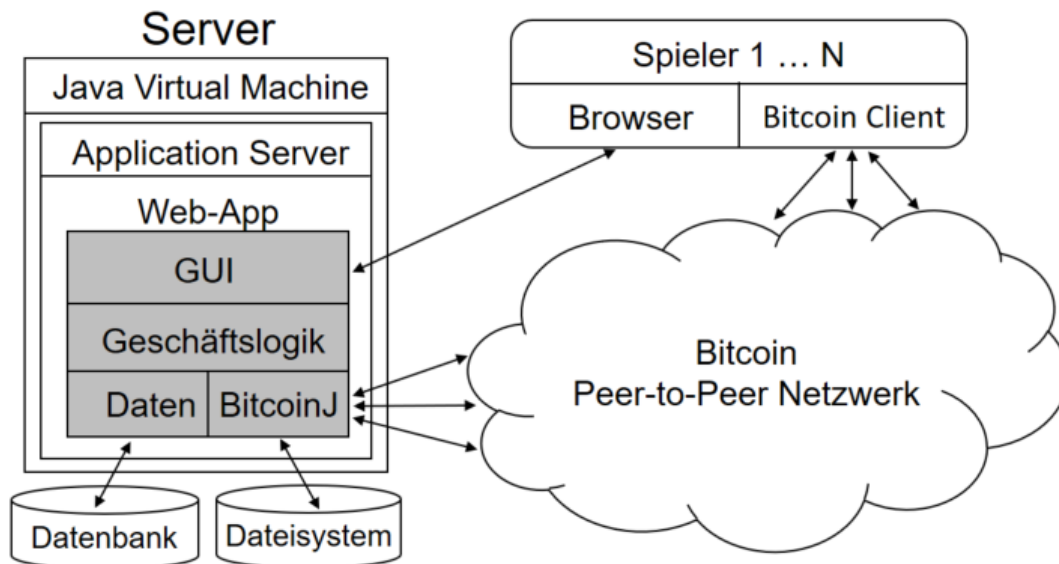 Server
Java Virtual Machine
Application Server
Web-App
GUI
Geschäftslogik
Daten
BitcoinJ
Datenbank
Dateisystem
Spieler 1 … N
Browser
Bitcoin Client
Bitcoin
Peer-to-Peer Netzwerk